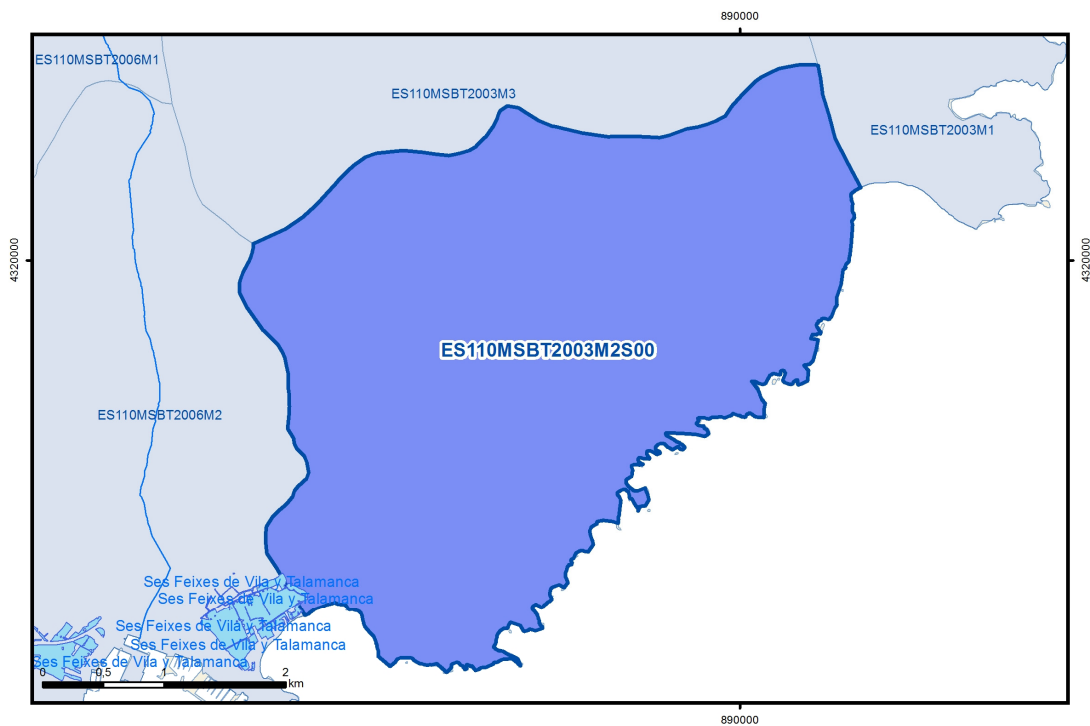 890000
ES110MSBT2006M1
ES110MSBT2003M3
ES110MSBT2003M1
4320000
4320000
ES110MSBT2003M2S00
ES110MSBT2006M2
Ses Feixes de Vila y Talamanca
Ses Feixes de Vila y Talamanca
Ses Feixes de Vila y Talamanca
Ses Feixes de Vila y Talamanca
Ses Feixes de Vila y Talamanca
0 0,5 1 2
km
890000